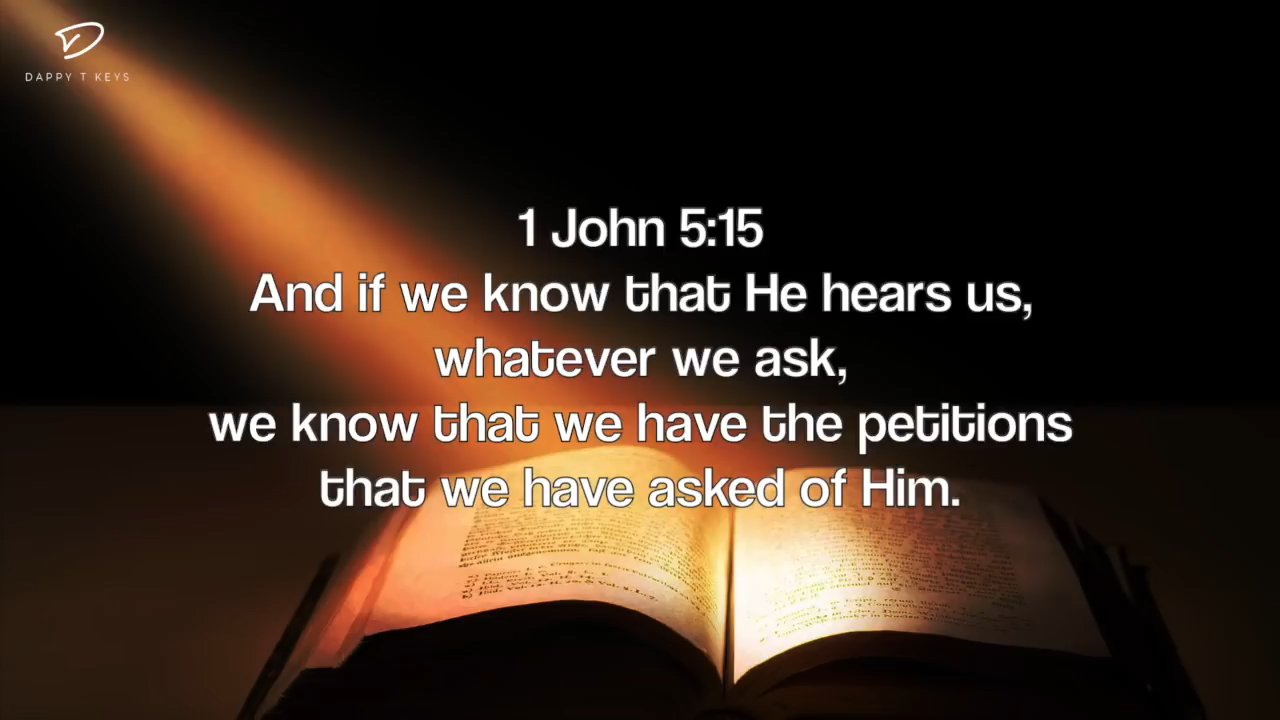 DAPPY T KEYS
1 John 5:15
And if we know that He hears us,
whatever we ask,
we know that we have the petitions
that we have asked of Him.